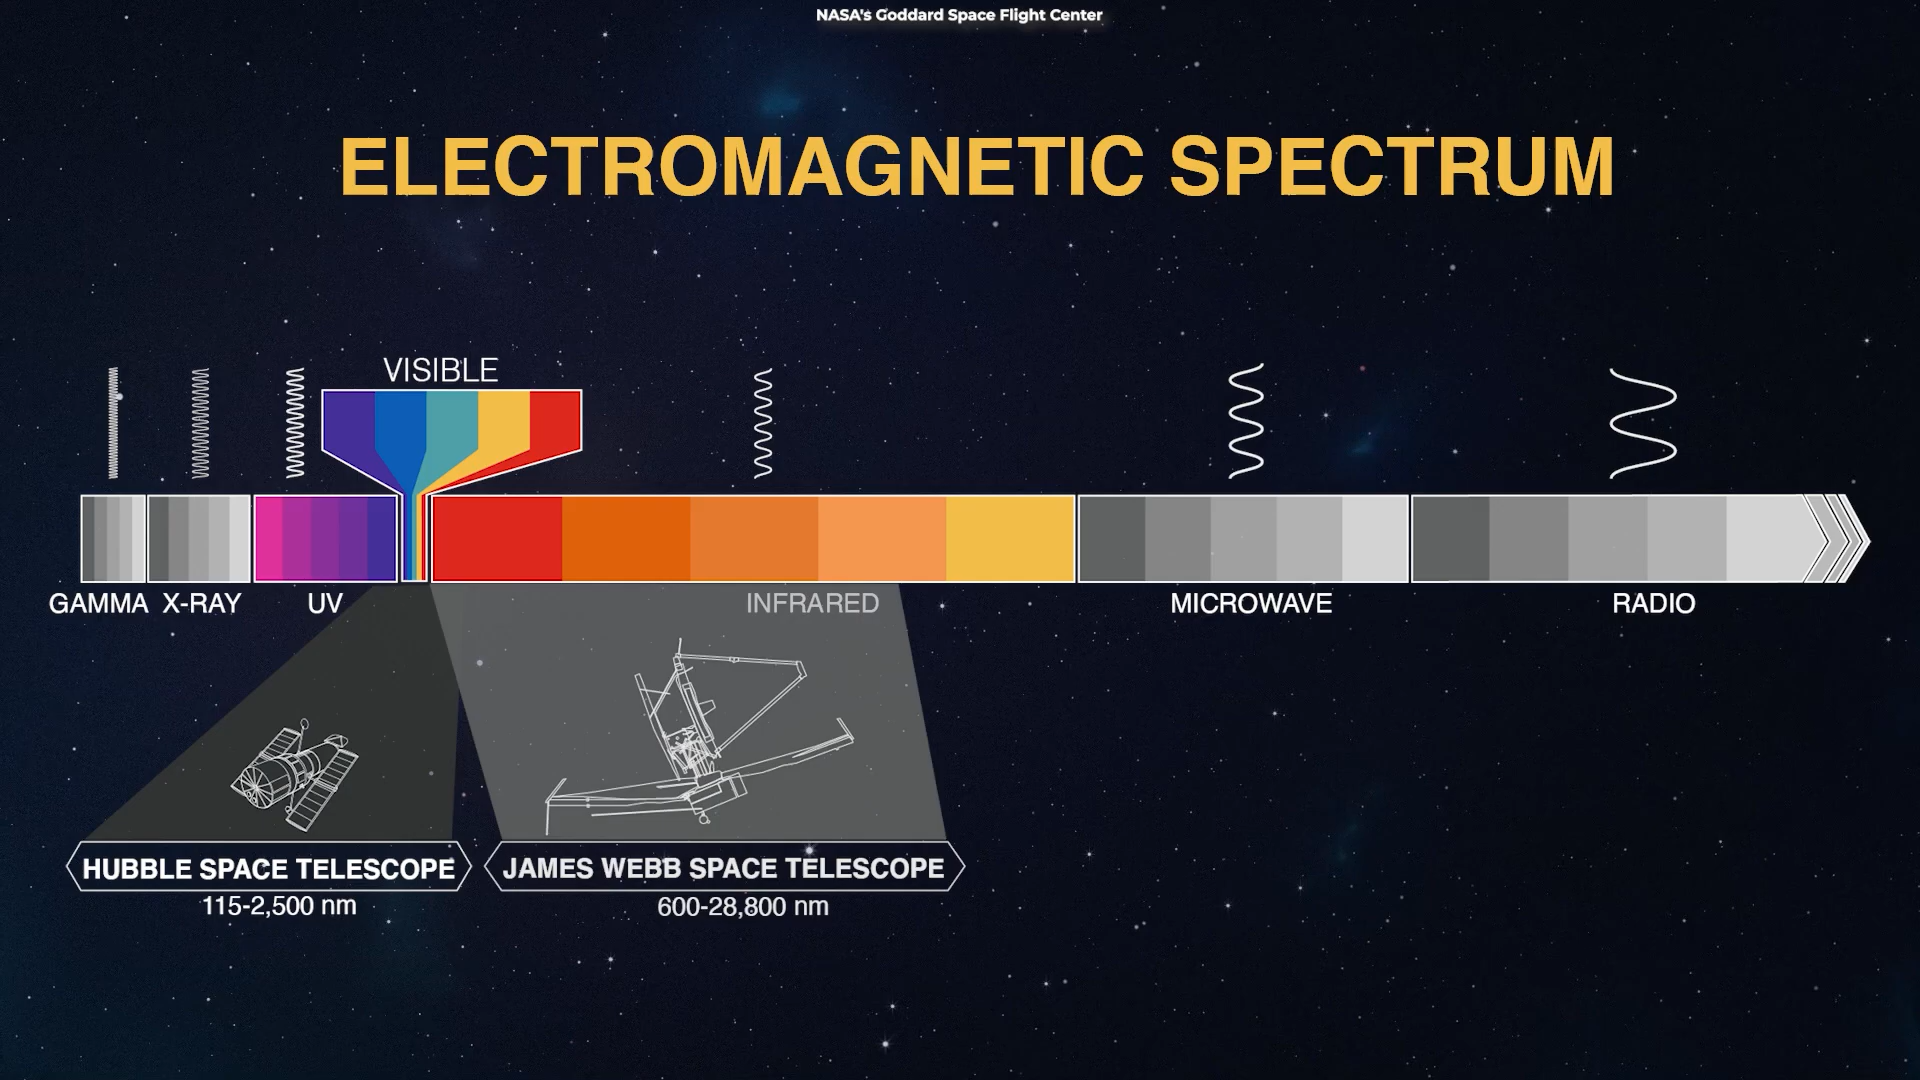 NASA's Goddard Space Flight Center
ELECTROMAGNETIC SPECTRUM
VISIBLE
GAMMA X-RAY UV INFRARED MICROWAVE RADIO
HUBBLE SPACE TELESCOPE
115-2,500 nm
JAMES WEBB SPACE TELESCOPE
600-28,800 nm